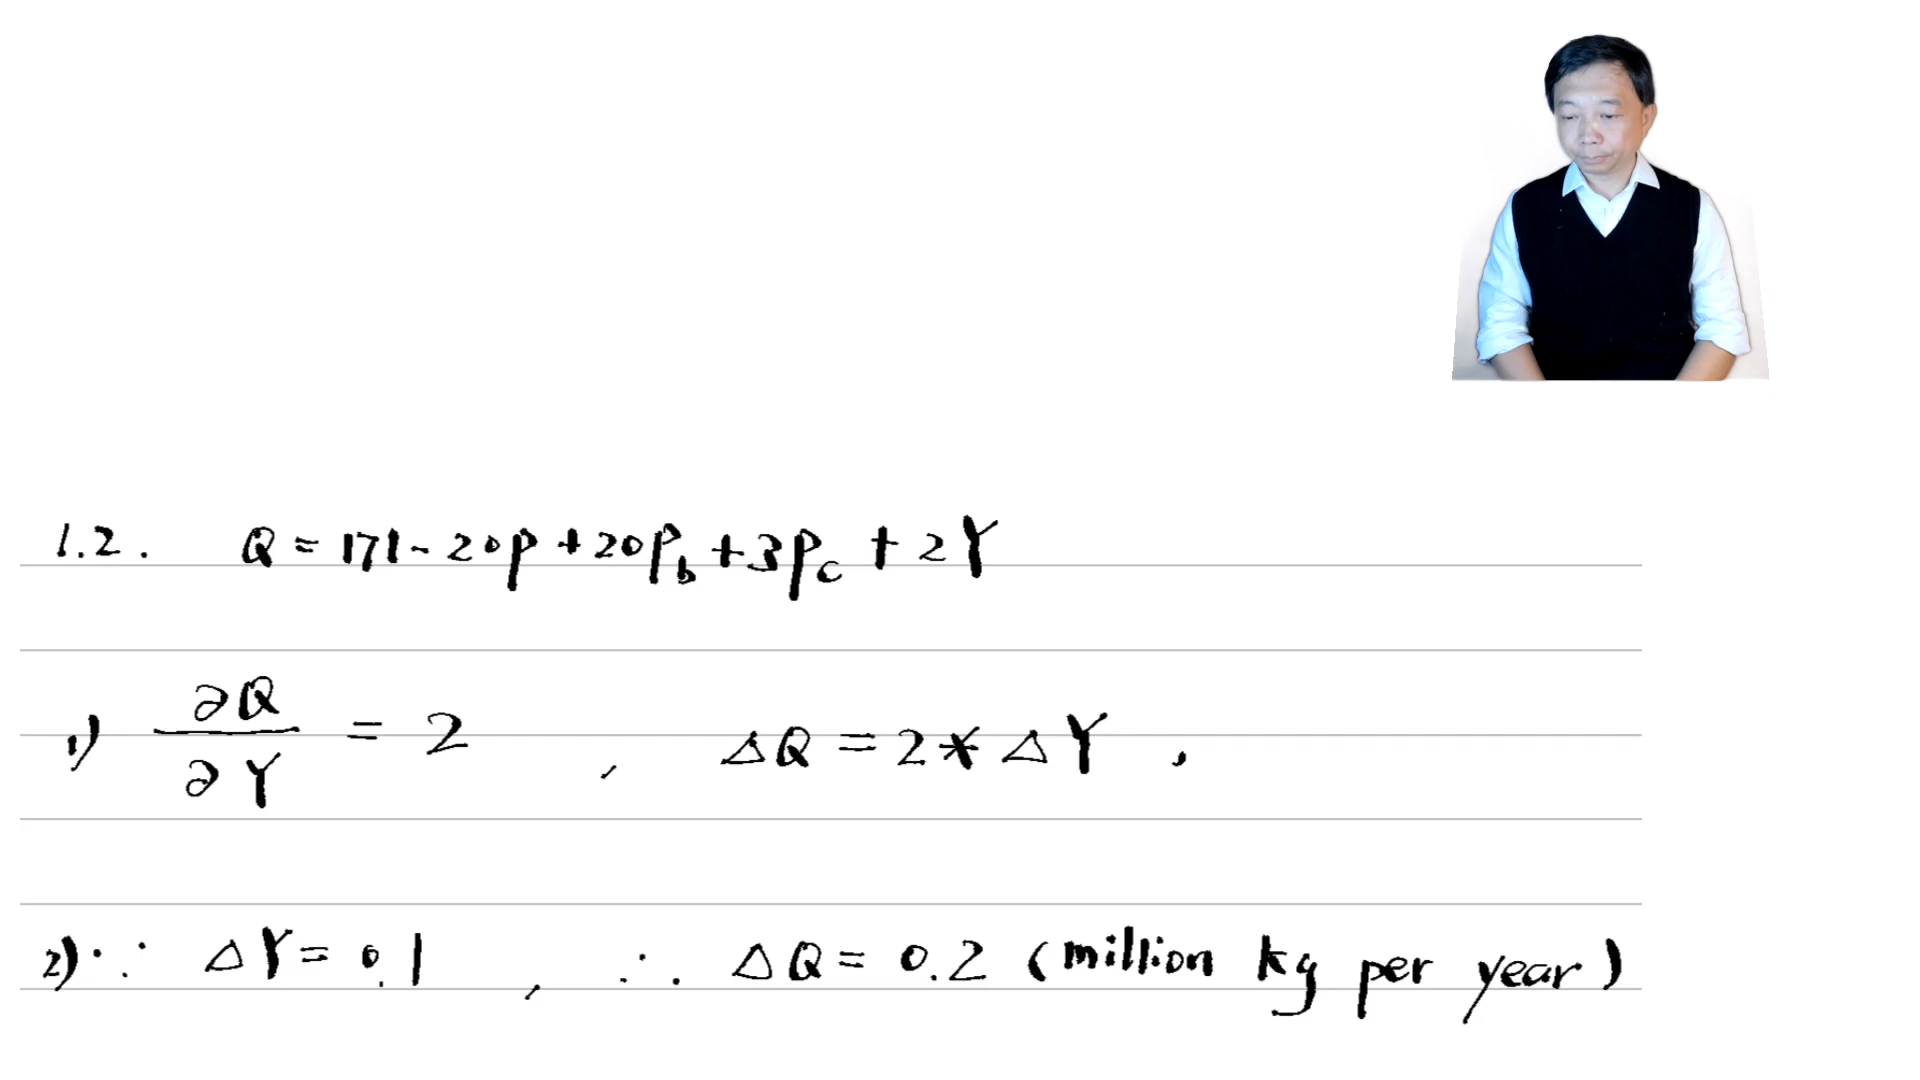 1.2. Q = 171 - 20p + 20p_b + 3p_c + 2Y
1) ∂Q/∂Y = 2 , ΔQ = 2 * ΔY ,
2) ∵ ΔY = 0.1 , ∴ ΔQ = 0.2 (million kg per year)